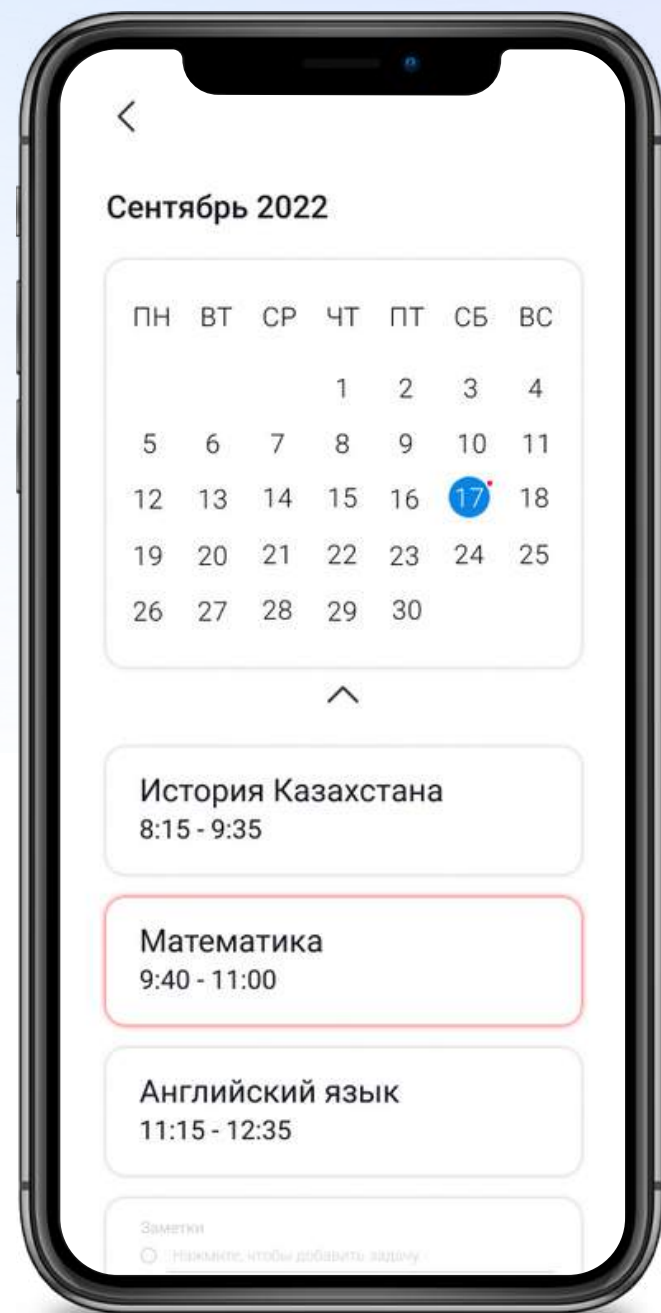 Сентябрь 2022
ПН ВТ СР ЧТ ПТ СБ ВС
1 2 3 4
5 6 7 8 9 10 11
12 13 14 15 16 17 18
19 20 21 22 23 24 25
26 27 28 29 30
История Казахстана
8:15 - 9:35
Математика
9:40 - 11:00
Английский язык
11:15 - 12:35
Заметки
Нажмите, чтобы добавить задачу